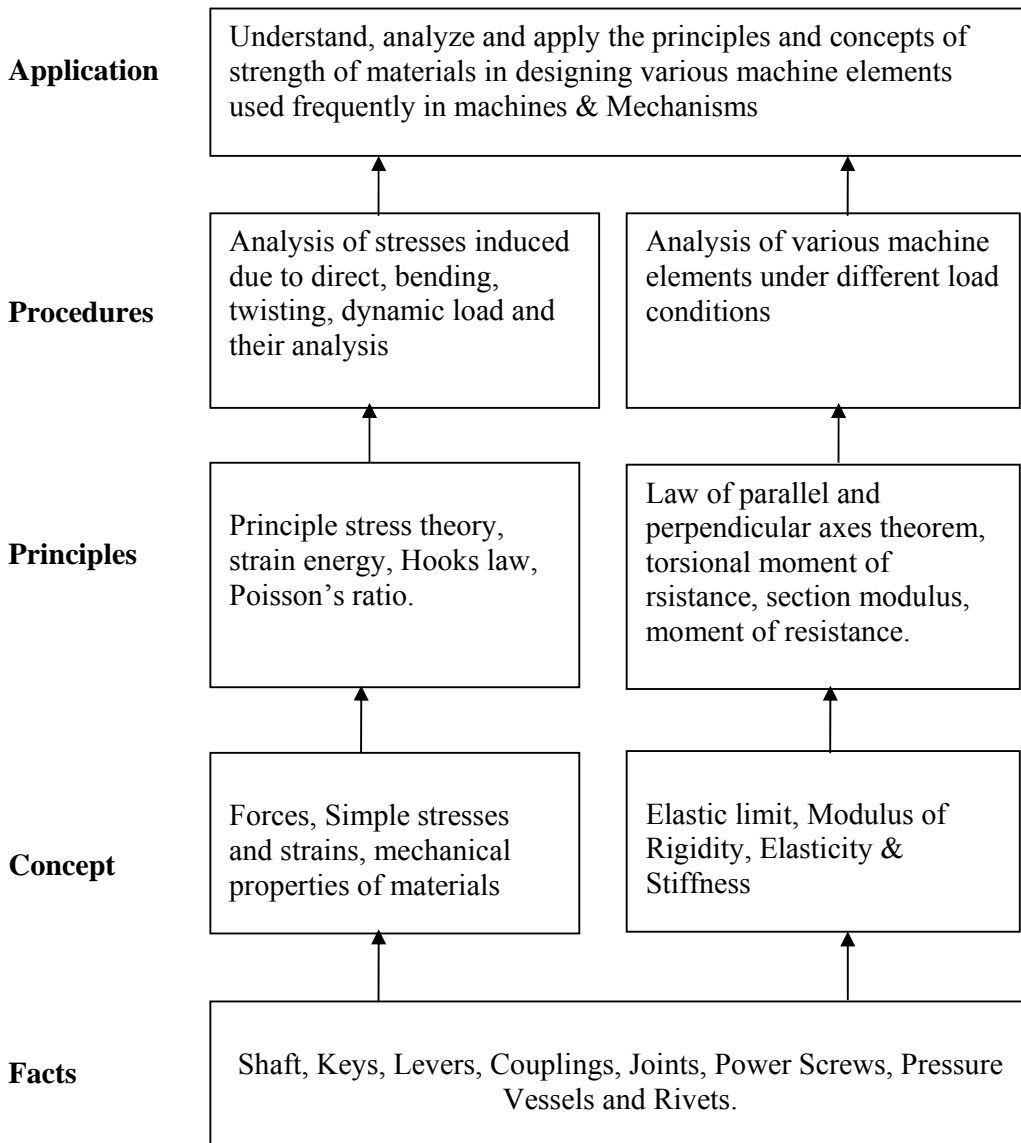 Application
Understand, analyze and apply the principles and concepts of
strength of materials in designing various machine elements
used frequently in machines & Mechanisms
Procedures
Analysis of stresses induced
due to direct, bending,
twisting, dynamic load and
their analysis
Analysis of various machine
elements under different load
conditions
Principles
Principle stress theory,
strain energy, Hooks law,
Poisson’s ratio.
Law of parallel and
perpendicular axes theorem,
torsional moment of
rsistance, section modulus,
moment of resistance.
Concept
Forces, Simple stresses
and strains, mechanical
properties of materials
Elastic limit, Modulus of
Rigidity, Elasticity &
Stiffness
Facts
Shaft, Keys, Levers, Couplings, Joints, Power Screws, Pressure
Vessels and Rivets.